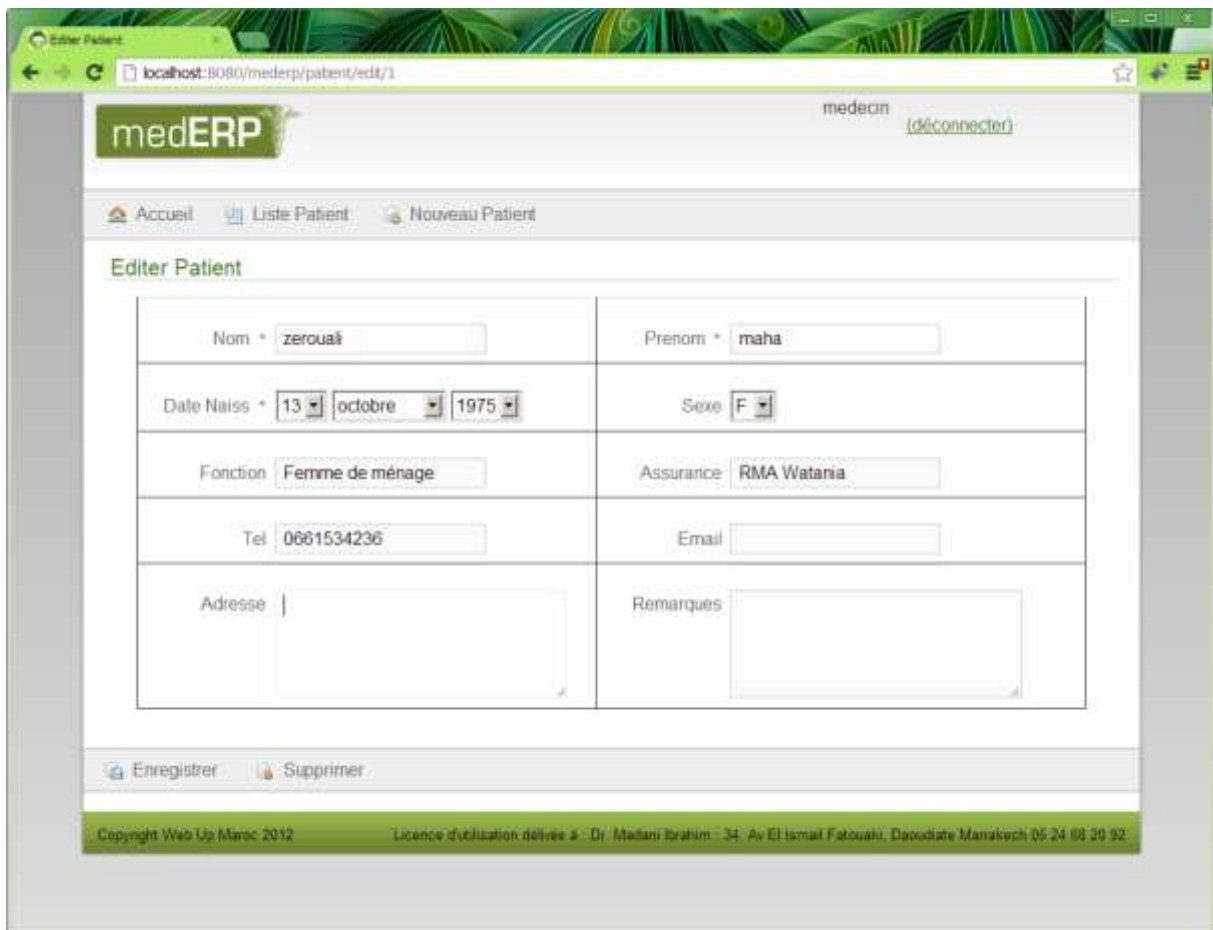 Editer Patient
localhost:8080/mederp/patient/edit/1
medERP
medecin
(déconnecter)
Accueil Liste Patient Nouveau Patient
Editer Patient
Nom * zerouali Prenom * maha
Date Naiss * 13 octobre 1975 Sexe F
Fonction Femme de ménage Assurance RMA Watania
Tel 0661534236 Email
Adresse Remarques
Enregistrer Supprimer
Copyright Web Up Maroc 2012 Licence d'utilisation délivée à : Dr. Madani Ibrahim : 34, Av El Ismail Fatouaki, Daoudiate Marrakech 05 24 68 20 92